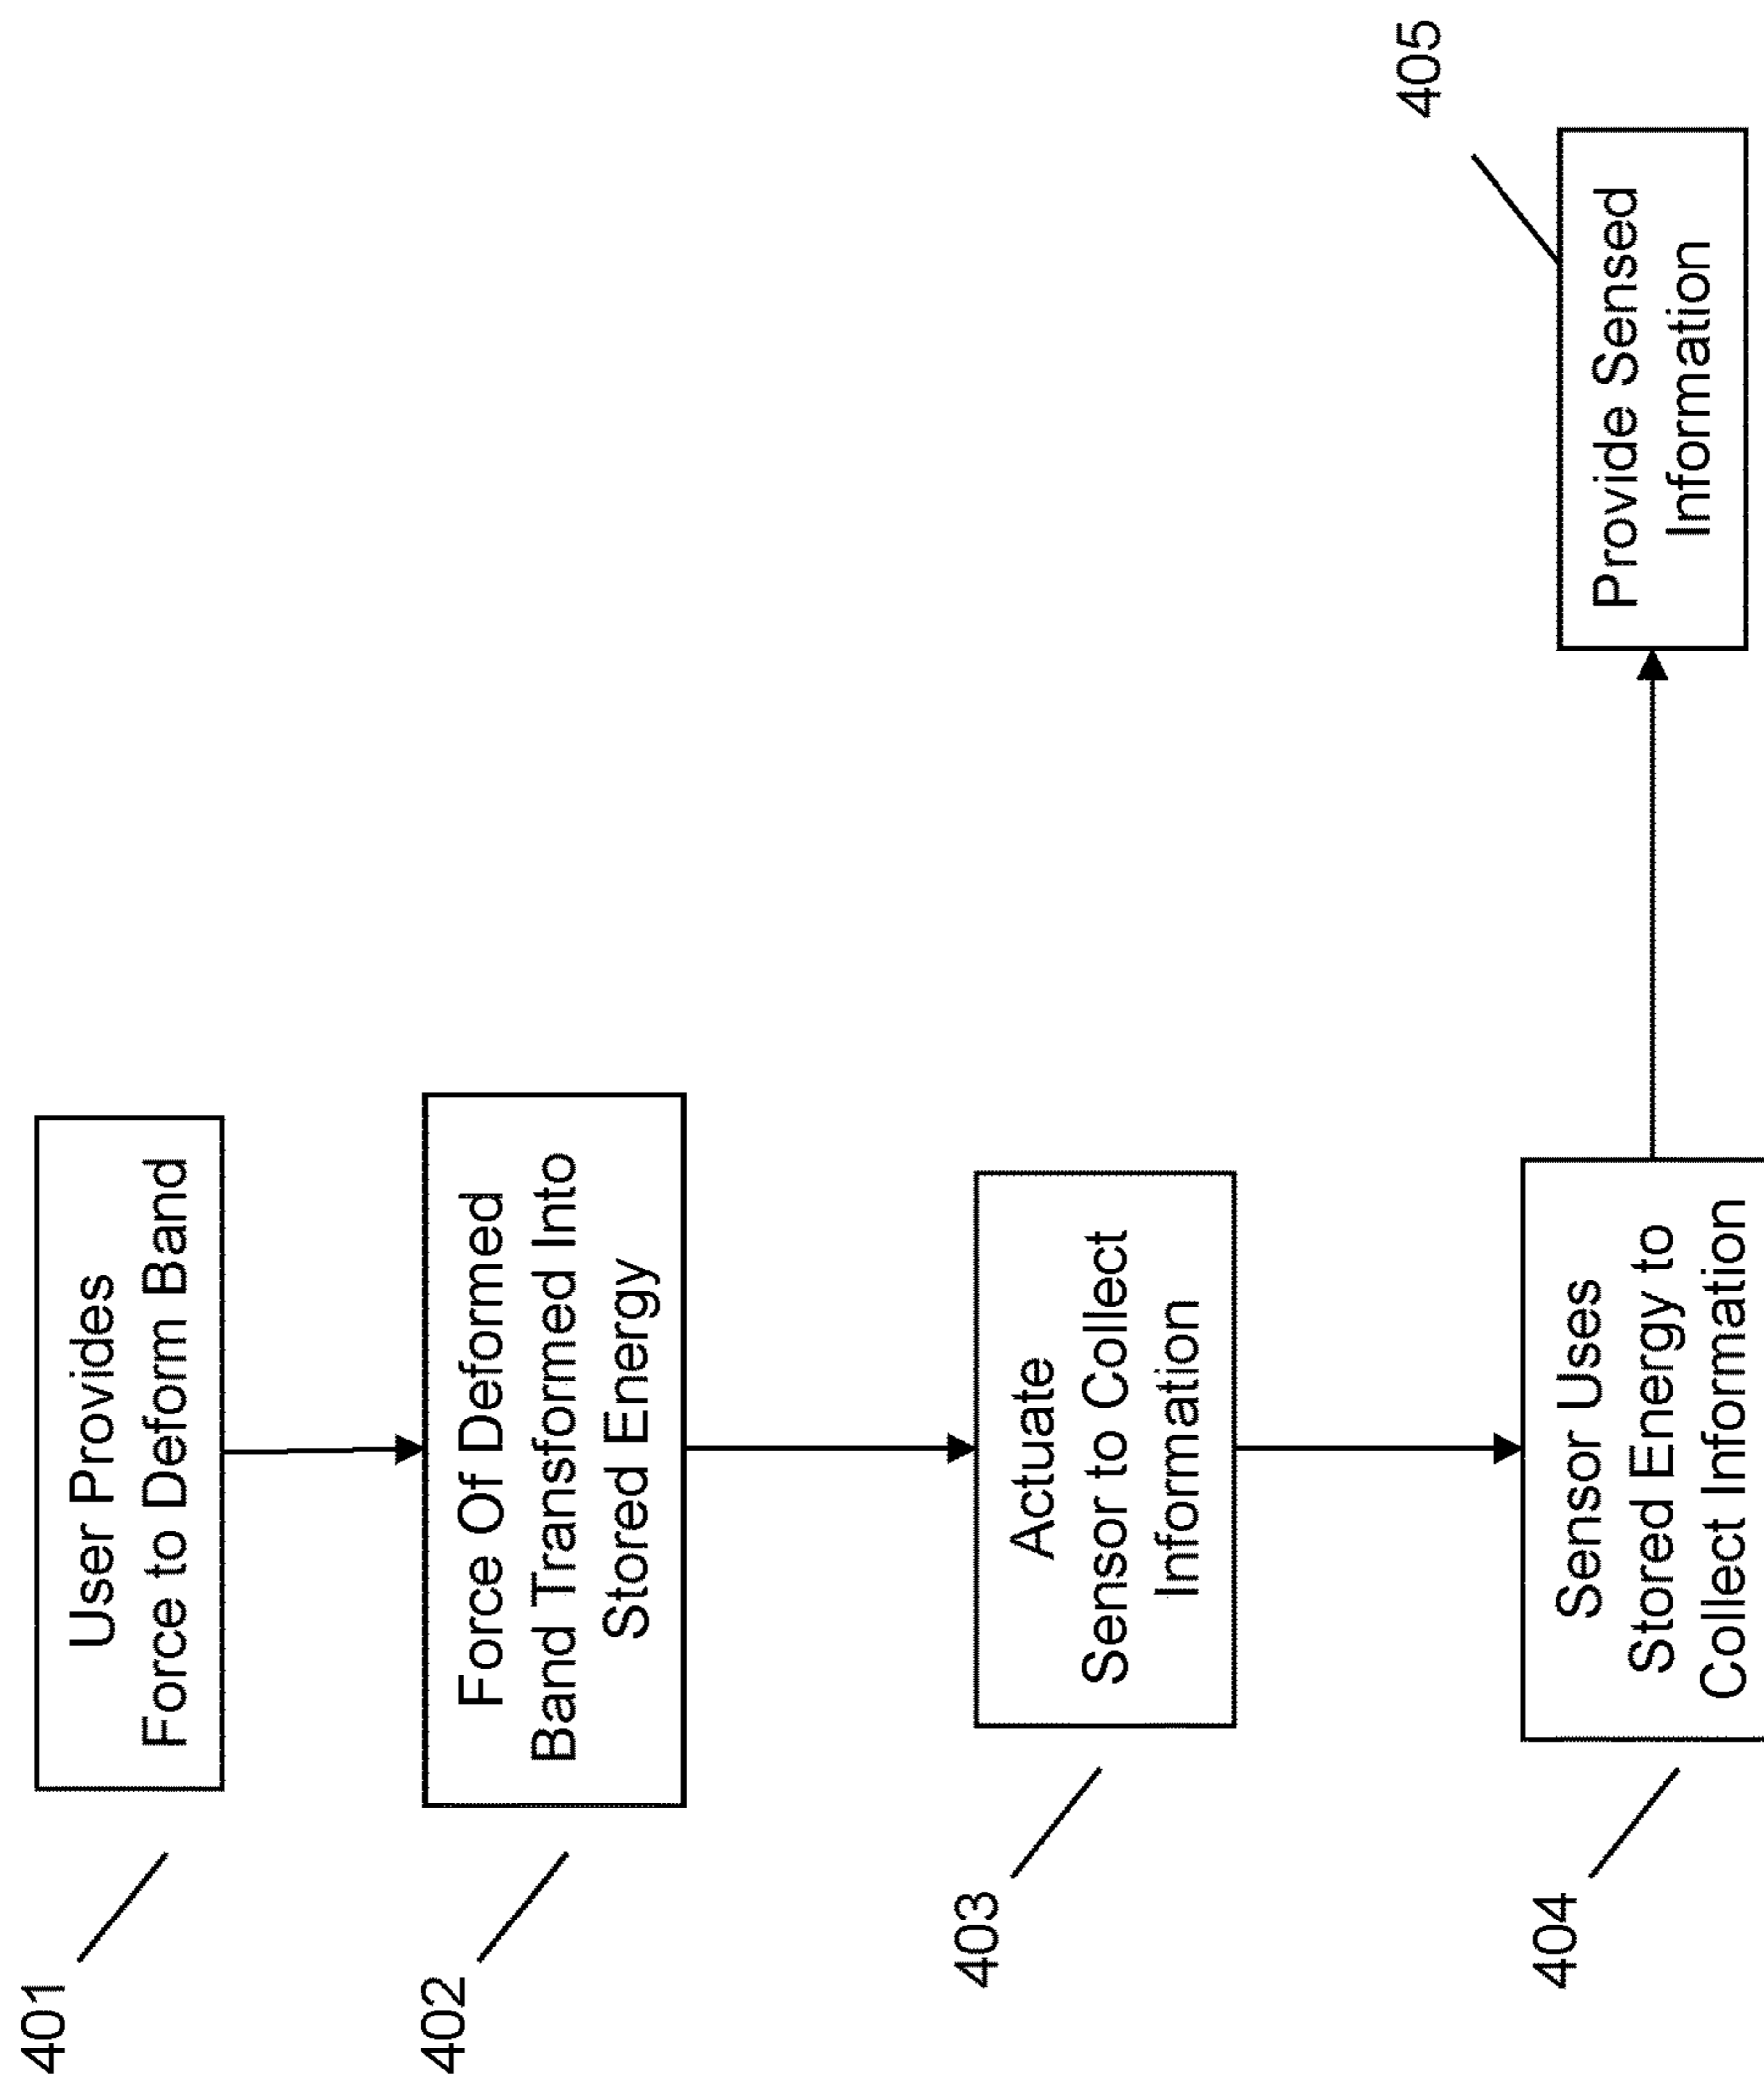 401
User Provides
Force to Deform Band
402
Force Of Deformed
Band Transformed Into
Stored Energy
403
Actuate
Sensor to Collect
Information
404
Sensor Uses
Stored Energy to
Collect Information
405
Provide Sensed
Information